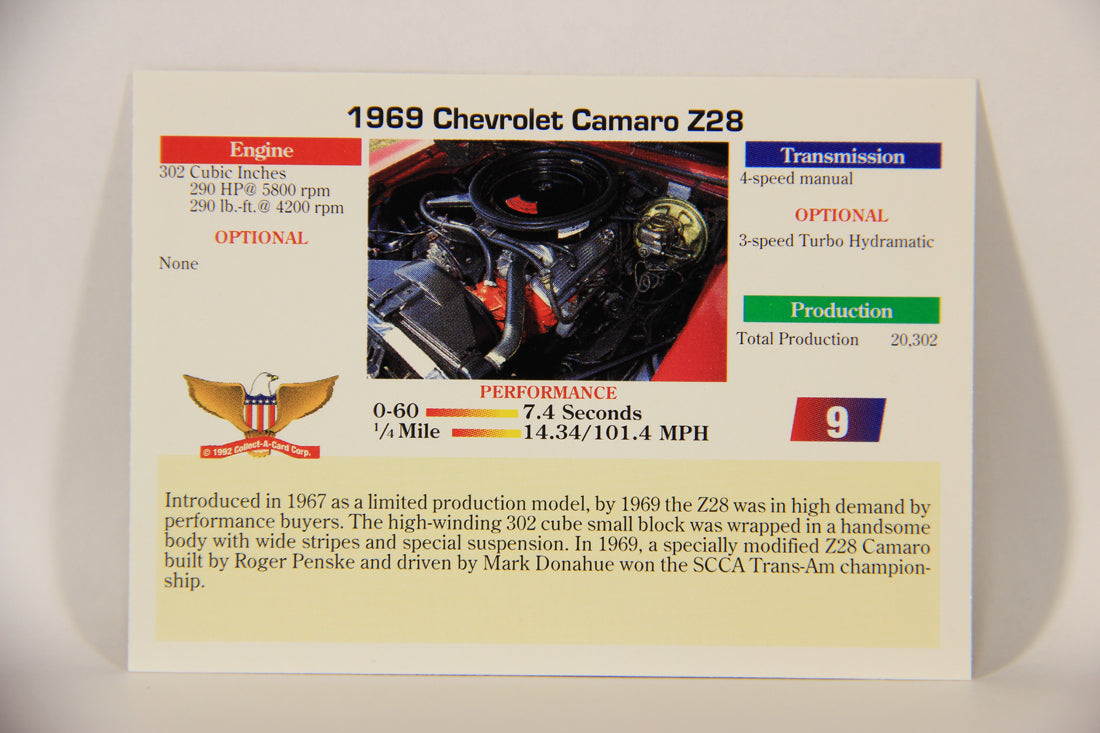 1969 Chevrolet Camaro Z28
Engine
302 Cubic Inches
290 HP@ 5800 rpm
290 lb.-ft.@ 4200 rpm
OPTIONAL
None
Transmission
4-speed manual
OPTIONAL
3-speed Turbo Hydramatic
Production
Total Production 20,302
PERFORMANCE
0-60 7.4 Seconds
1/4 Mile 14.34/101.4 MPH
9
© 1992 Collect-A-Card Corp.
Introduced in 1967 as a limited production model, by 1969 the Z28 was in high demand by
performance buyers. The high-winding 302 cube small block was wrapped in a handsome
body with wide stripes and special suspension. In 1969, a specially modified Z28 Camaro
built by Roger Penske and driven by Mark Donahue won the SCCA Trans-Am champion-
ship.